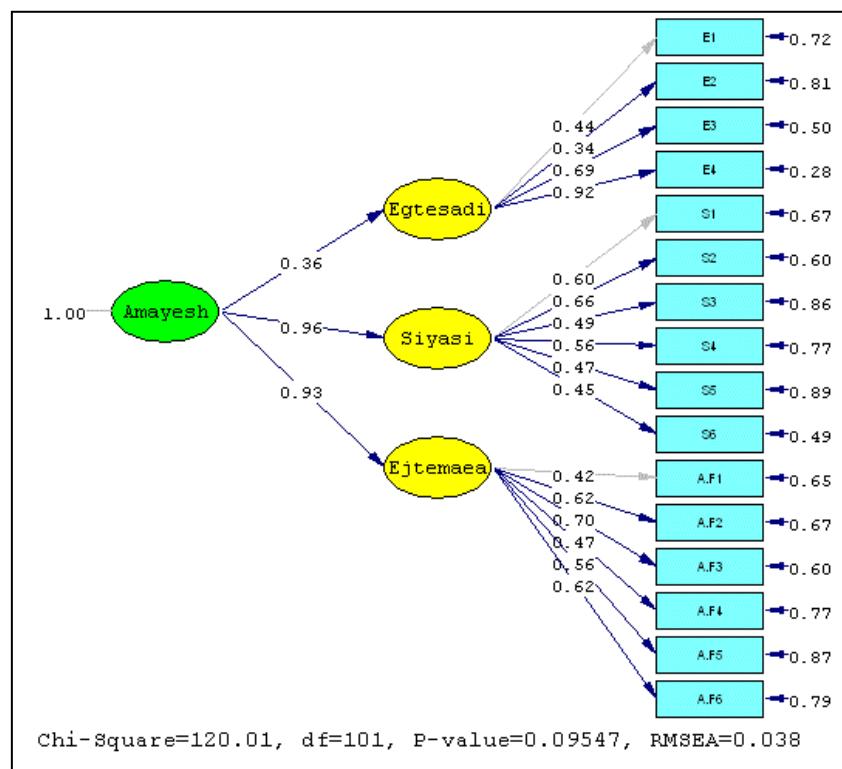 E1
0.72
E2
0.81
E3
0.50
E4
0.28
0.44
0.34
0.69
0.92
Egtesadi
S1
0.67
S2
0.60
S3
0.86
S4
0.77
S5
0.89
S6
0.49
0.36
0.60
0.66
0.49
0.56
0.47
0.45
1.00
Amayesh
0.96
Siyasi
0.93
Ejtemaea
0.42
0.62
0.70
0.47
0.56
0.62
A.F1
0.65
A.F2
0.67
A.F3
0.60
A.F4
0.77
A.F5
0.87
A.F6
0.79
Chi-Square=120.01, df=101, P-value=0.09547, RMSEA=0.038